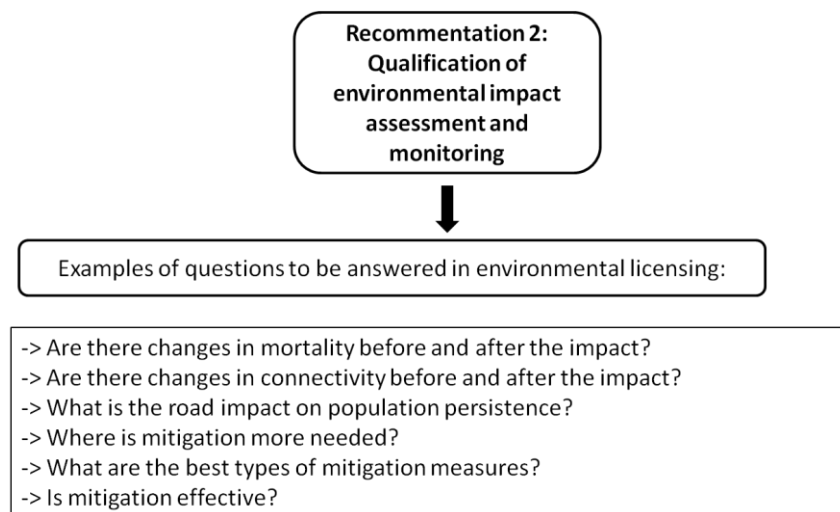 Recommentation 2:
Qualification of
environmental impact
assessment and
monitoring
Examples of questions to be answered in environmental licensing:
-> Are there changes in mortality before and after the impact?
-> Are there changes in connectivity before and after the impact?
-> What is the road impact on population persistence?
-> Where is mitigation more needed?
-> What are the best types of mitigation measures?
-> Is mitigation effective?